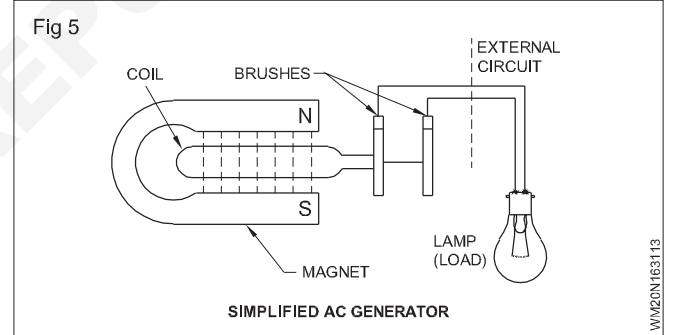 Fig 5
EXTERNAL
CIRCUIT
COIL
BRUSHES
N
S
LAMP
(LOAD)
MAGNET
SIMPLIFIED AC GENERATOR
WM20N163113